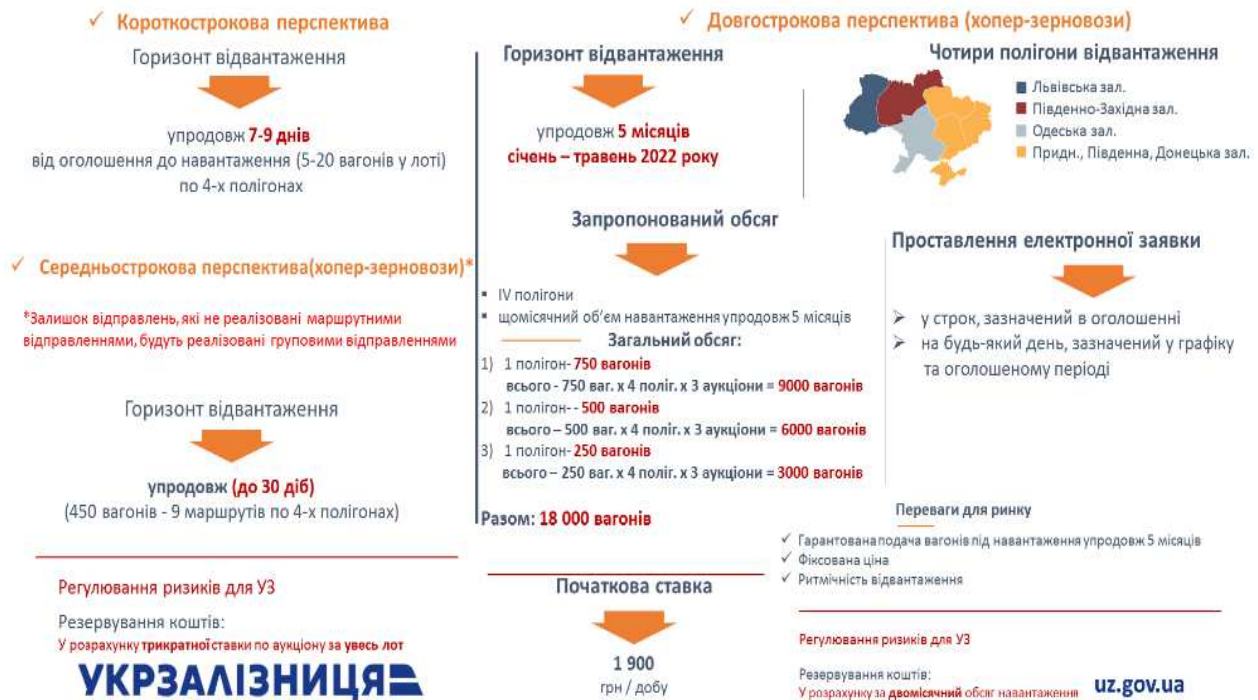 ✓ Короткострокова перспектива
Горизонт відвантаження
упродовж 7-9 днів
від оголошення до навантаження (5-20 вагонів у лоті)
по 4-х полігонах
✓ Середньострокова перспектива(хопер-зерновози)*
*Залишок відправлень, які не реалізовані маршрутними
відправленнями, будуть реалізовані груповими відправленнями
Горизонт відвантаження
упродовж (до 30 діб)
(450 вагонів - 9 маршрутів по 4-х полігонах)
Регулювання ризиків для УЗ
Резервування коштів:
У розрахунку трикратної ставки по аукціону за увесь лот
УКРЗАЛІЗНИЦЯ
✓ Довгострокова перспектива (хопер-зерновози)
Горизонт відвантаження
упродовж 5 місяців
січень – травень 2022 року
Чотири полігони відвантаження
Львівська зал.
Південно-Західна зал.
Одеська зал.
Придн., Південна, Донецька зал.
Запропонований обсяг
▪ IV полігони
▪ щомісячний об’єм навантаження упродовж 5 місяців
Загальний обсяг:
1) 1 полігон- 750 вагонів
всього - 750 ваг. х 4 поліг. х 3 аукціони = 9000 вагонів
2) 1 полігон-- 500 вагонів
всього – 500 ваг. х 4 поліг. х 3 аукціони = 6000 вагонів
3) 1 полігон- 250 вагонів
всього – 250 ваг. х 4 поліг. х 3 аукціони = 3000 вагонів
Разом: 18 000 вагонів
Проставлення електронної заявки
➢ у строк, зазначений в оголошенні
➢ на будь-який день, зазначений у графіку
та оголошеному періоді
Переваги для ринку
✓ Гарантована подача вагонів під навантаження упродовж 5 місяців
✓ Фіксована ціна
✓ Ритмічність відвантаження
Початкова ставка
1 900
грн / добу
Регулювання ризиків для УЗ
Резервування коштів:
У розрахунку за двомісячний обсяг навантаження
uz.gov.ua